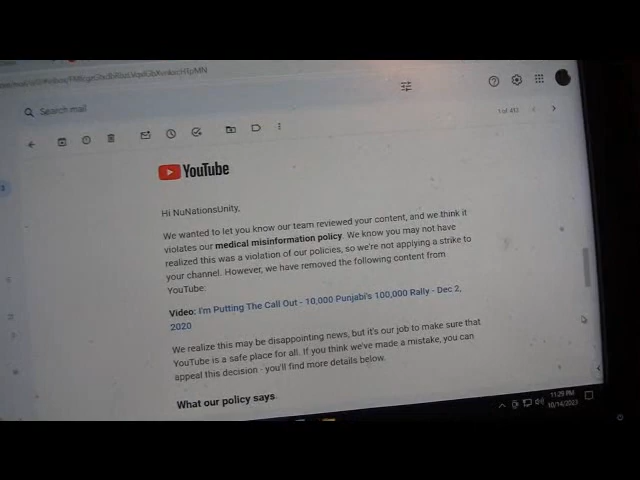 Search mail
1 of 412
YouTube
Hi NuNationsUnity,
We wanted to let you know our team reviewed your content, and we think it
violates our medical misinformation policy. We know you may not have
realized this was a violation of our policies, so we're not applying a strike to
your channel. However, we have removed the following content from
YouTube:
Video: I'm Putting The Call Out - 10,000 Punjabi's 100,000 Rally - Dec 2,
2020
We realize this may be disappointing news, but it's our job to make sure that
YouTube is a safe place for all. If you think we've made a mistake, you can
appeal this decision - you'll find more details below.
What our policy says
11:29 PM
10/14/2023